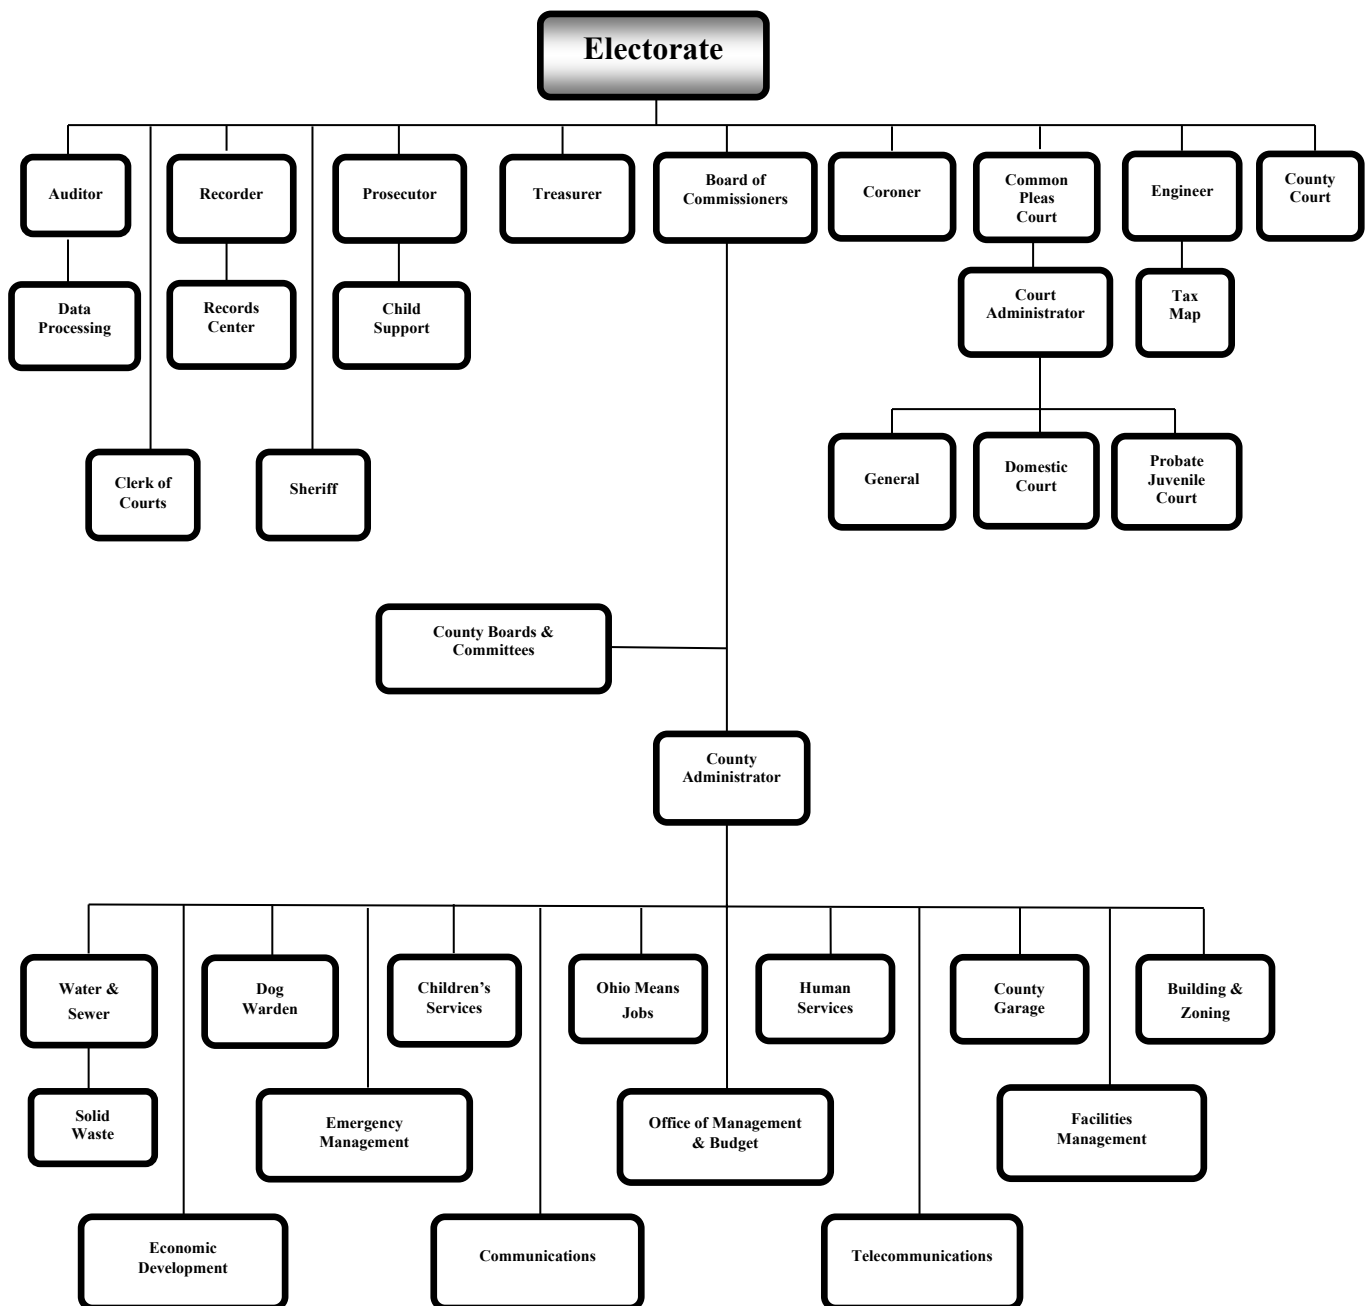 Electorate
Auditor
Recorder
Prosecutor
Treasurer
Board of
Commissioners
Coroner
Common
Pleas
Court
Engineer
County
Court
Data
Processing
Records
Center
Child
Support
Court
Administrator
Tax
Map
Clerk of
Courts
Sheriff
General
Domestic
Court
Probate
Juvenile
Court
County Boards &
Committees
County
Administrator
Water &
Sewer
Dog
Warden
Children’s
Services
Ohio Means
Jobs
Human
Services
County
Garage
Building &
Zoning
Solid
Waste
Emergency
Management
Office of Management
& Budget
Facilities
Management
Economic
Development
Communications
Telecommunications